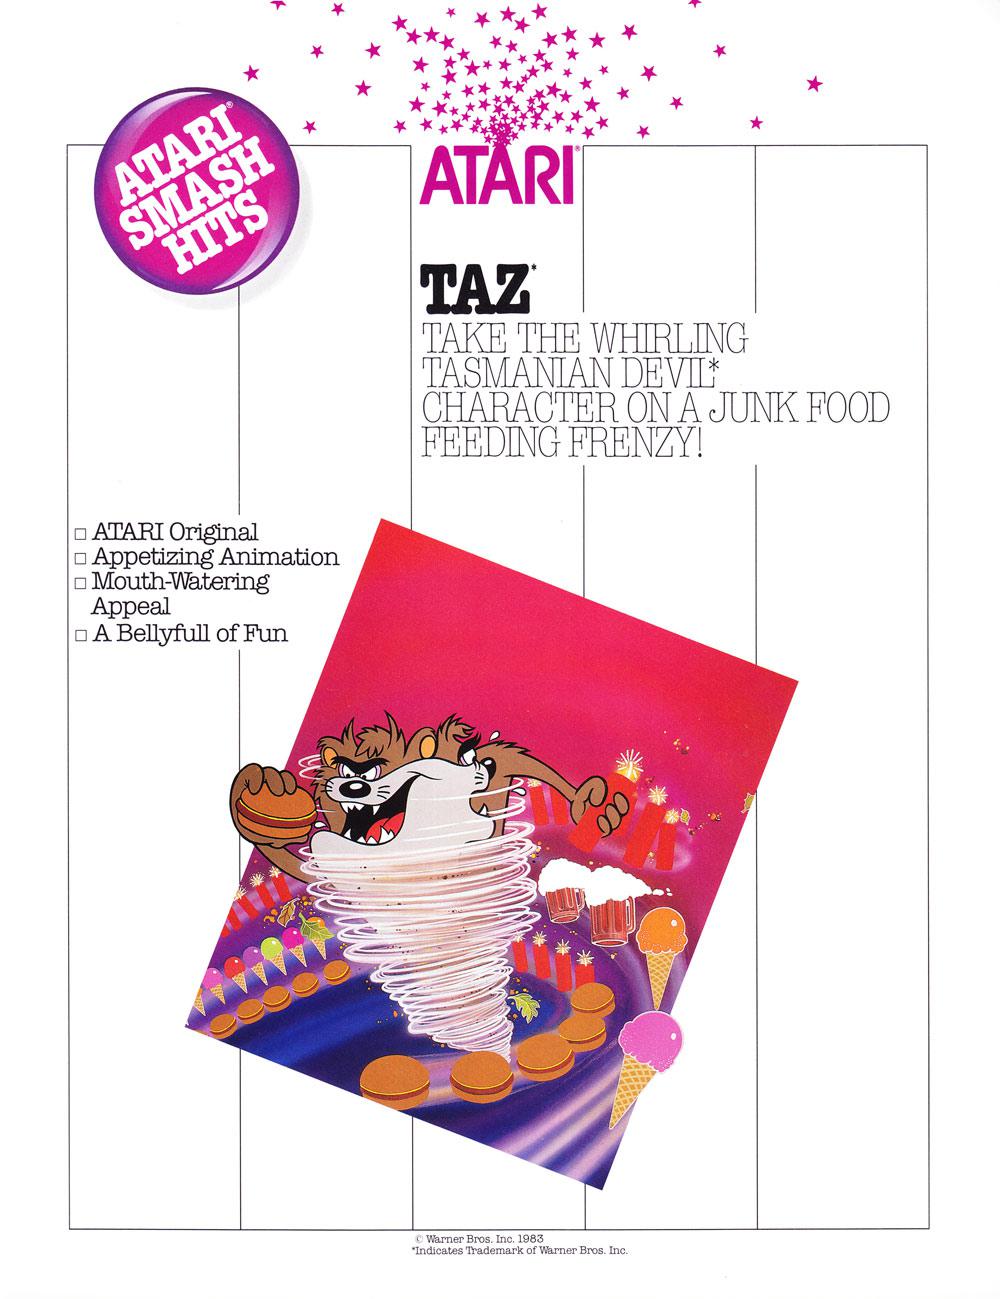 ATARI®
SMASH
HITS
ATARI®
TAZ*
TAKE THE WHIRLING
TASMANIAN DEVIL*
CHARACTER ON A JUNK FOOD
FEEDING FRENZY!
□ ATARI Original
□ Appetizing Animation
□ Mouth-Watering
Appeal
□ A Bellyfull of Fun
© Warner Bros. Inc. 1983
*Indicates Trademark of Warner Bros. Inc.